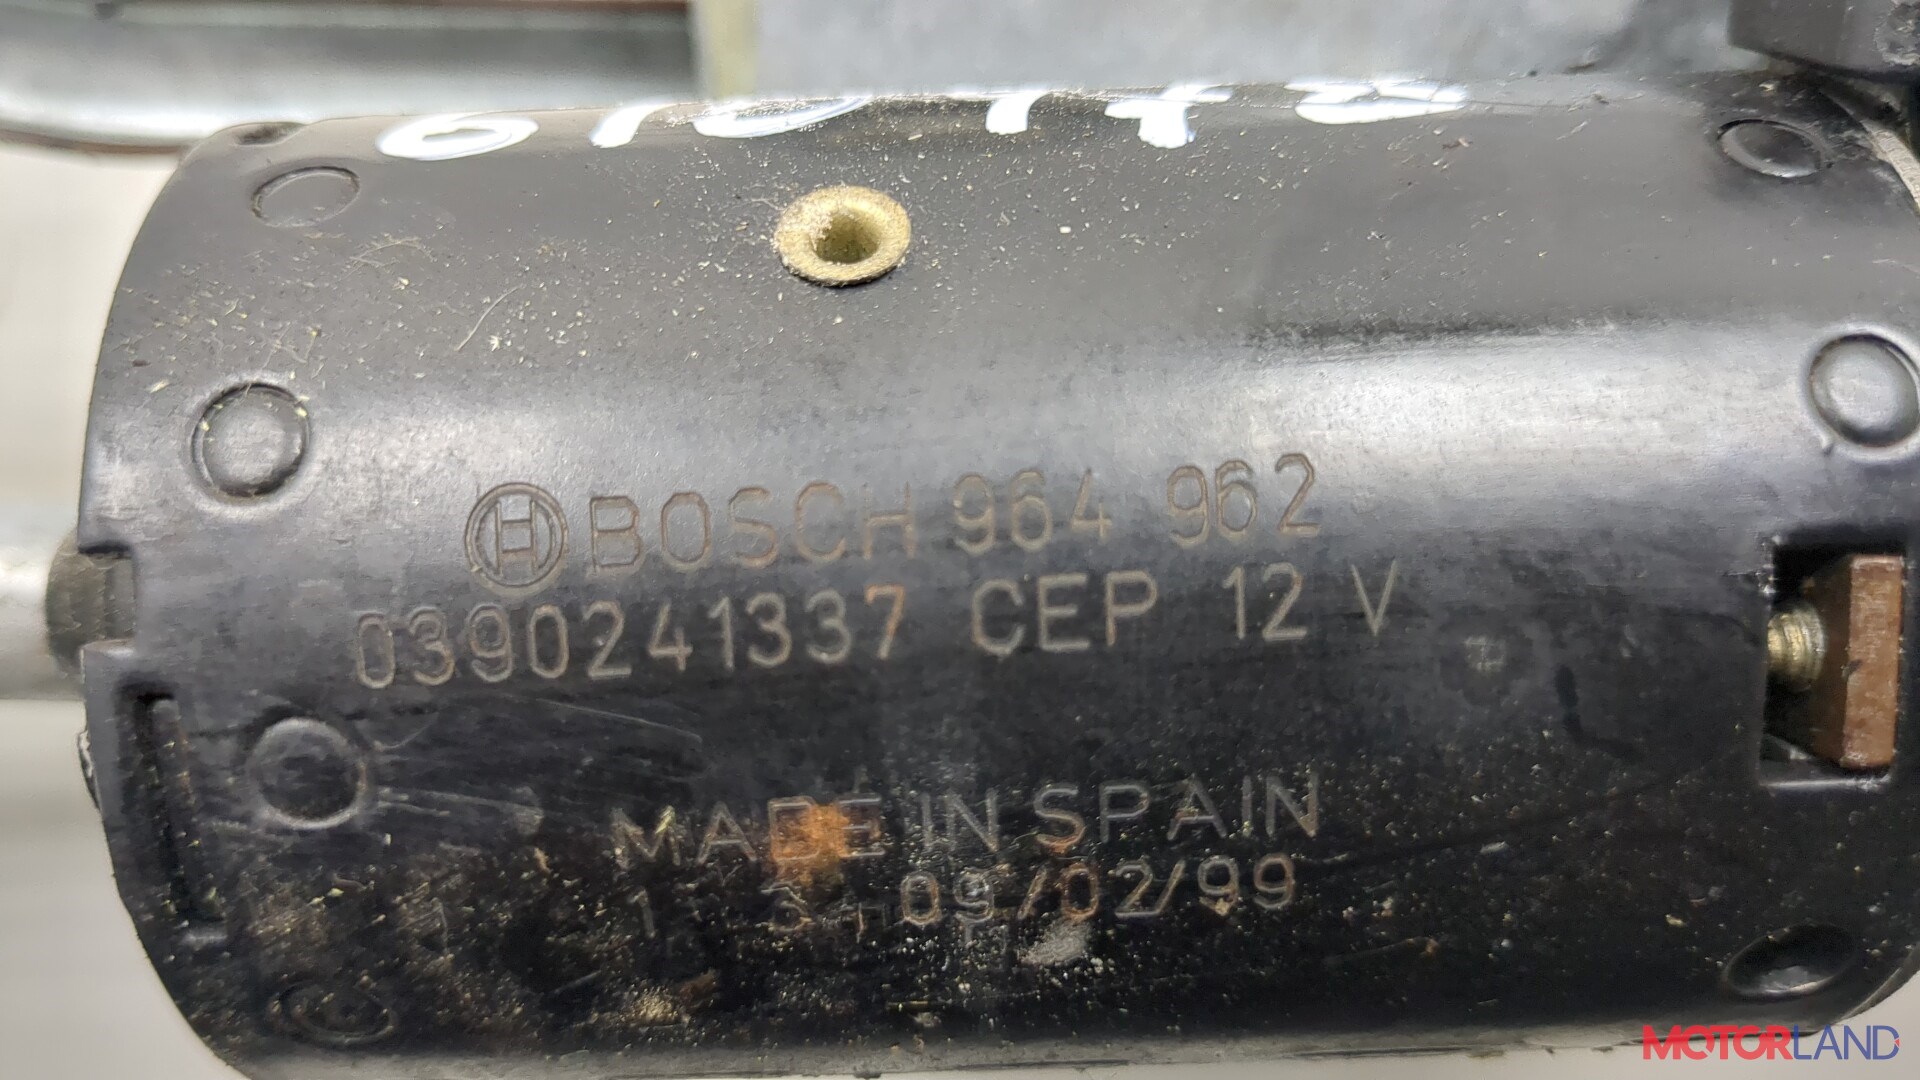 BOSCH 964 962
0390241337 CEP 12 V
MADE IN SPAIN
09/02/99
MOTORLAND